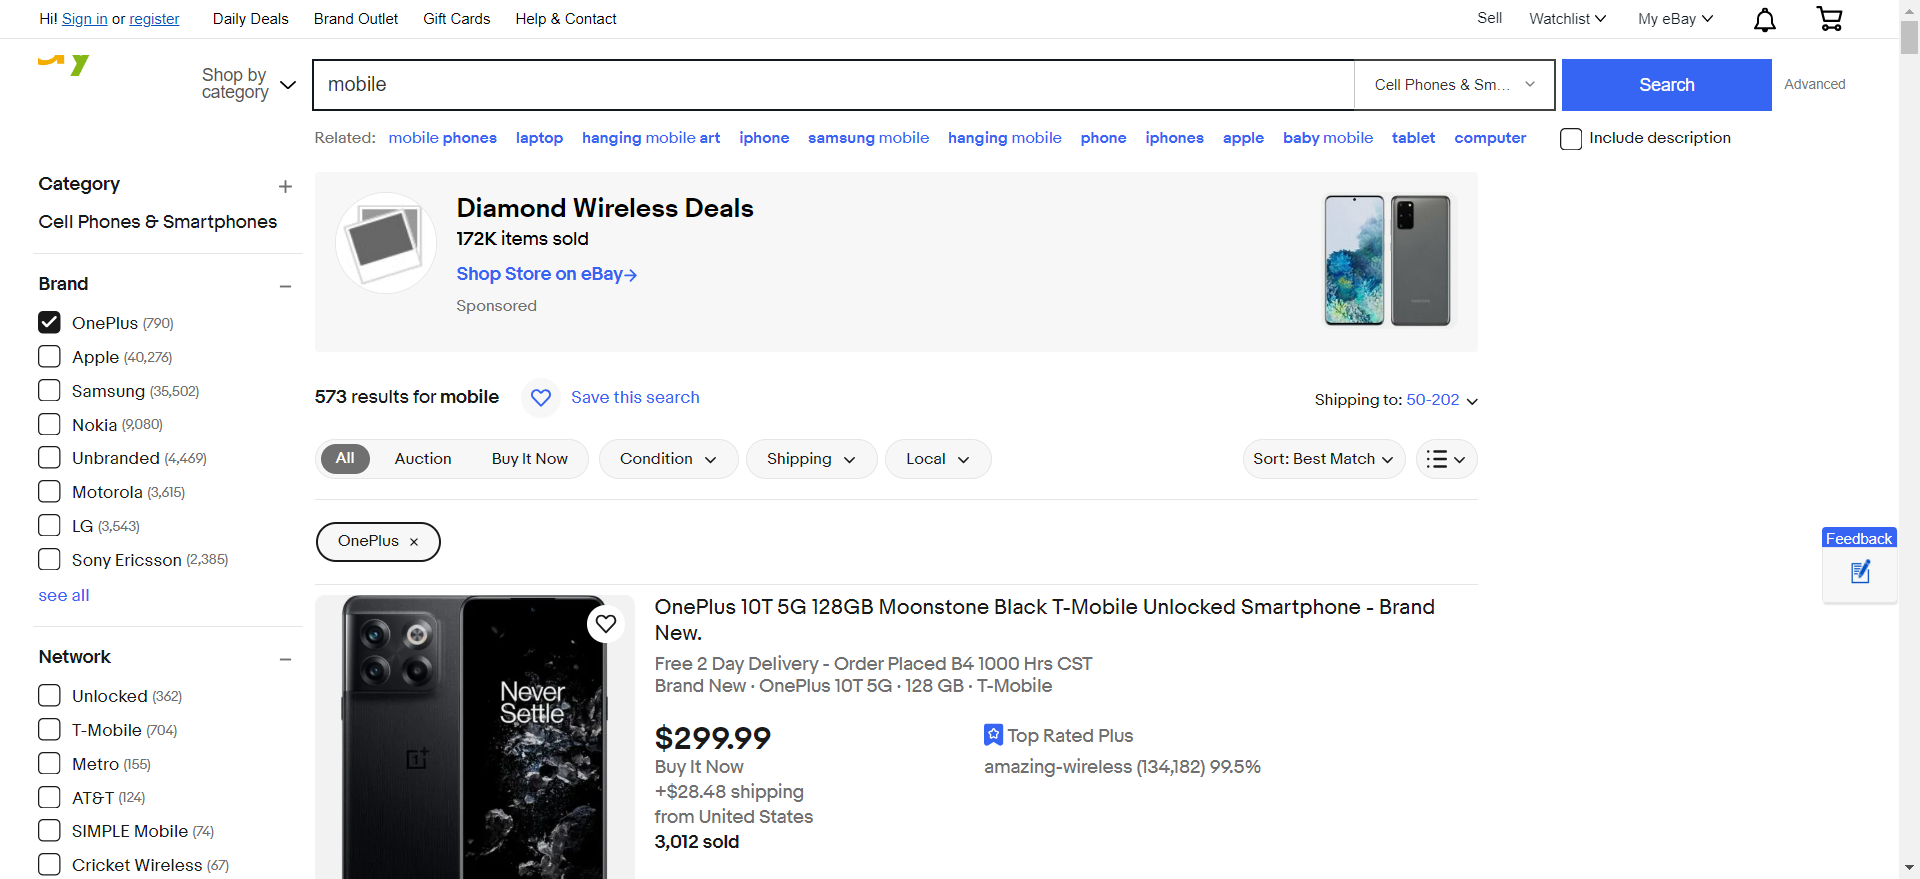 Hi! Sign in or register Daily Deals Brand Outlet Gift Cards Help & Contact Sell Watchlist My eBay
Shop by
category
mobile
Cell Phones & Sm...
Search
Advanced
Related: mobile phones laptop hanging mobile art iphone samsung mobile hanging mobile phone iphones apple baby mobile tablet computer
Include description
Category
Cell Phones & Smartphones
Brand
OnePlus (790)
Apple (40,276)
Samsung (35,502)
Nokia (9,080)
Unbranded (4,469)
Motorola (3,615)
LG (3,543)
Sony Ericsson (2,385)
see all
Network
Unlocked (362)
T-Mobile (704)
Metro (155)
AT&T (124)
SIMPLE Mobile (74)
Cricket Wireless (67)
Diamond Wireless Deals
172K items sold
Shop Store on eBay
Sponsored
573 results for mobile
Save this search
Shipping to: 50-202
All Auction Buy It Now Condition Shipping Local Sort: Best Match
OnePlus
Never
Settle
OnePlus 10T 5G 128GB Moonstone Black T-Mobile Unlocked Smartphone - Brand
New.
Free 2 Day Delivery - Order Placed B4 1000 Hrs CST
Brand New · OnePlus 10T 5G · 128 GB · T-Mobile
$299.99
Buy It Now
+$28.48 shipping
from United States
3,012 sold
Top Rated Plus
amazing-wireless (134,182) 99.5%
Feedback